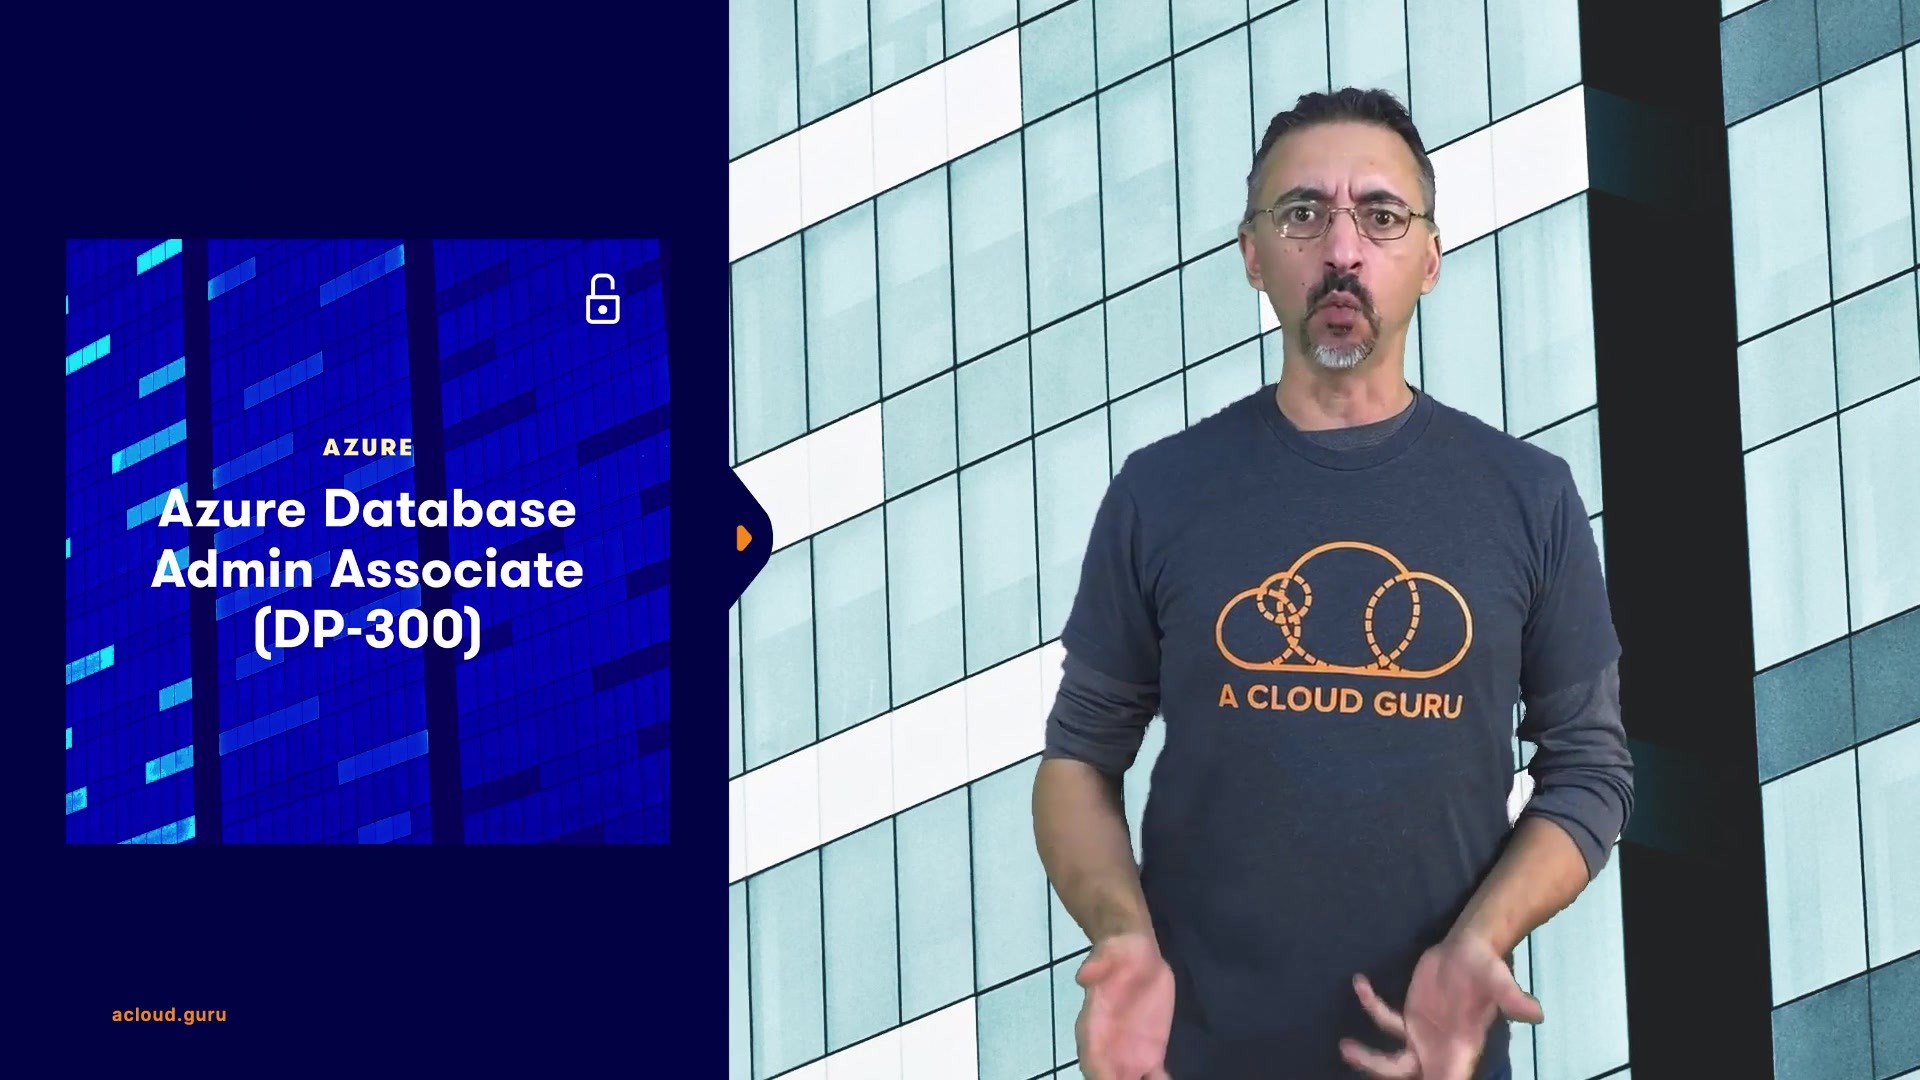 AZURE
Azure Database
Admin Associate
(DP-300)
acloud.guru
A CLOUD GURU